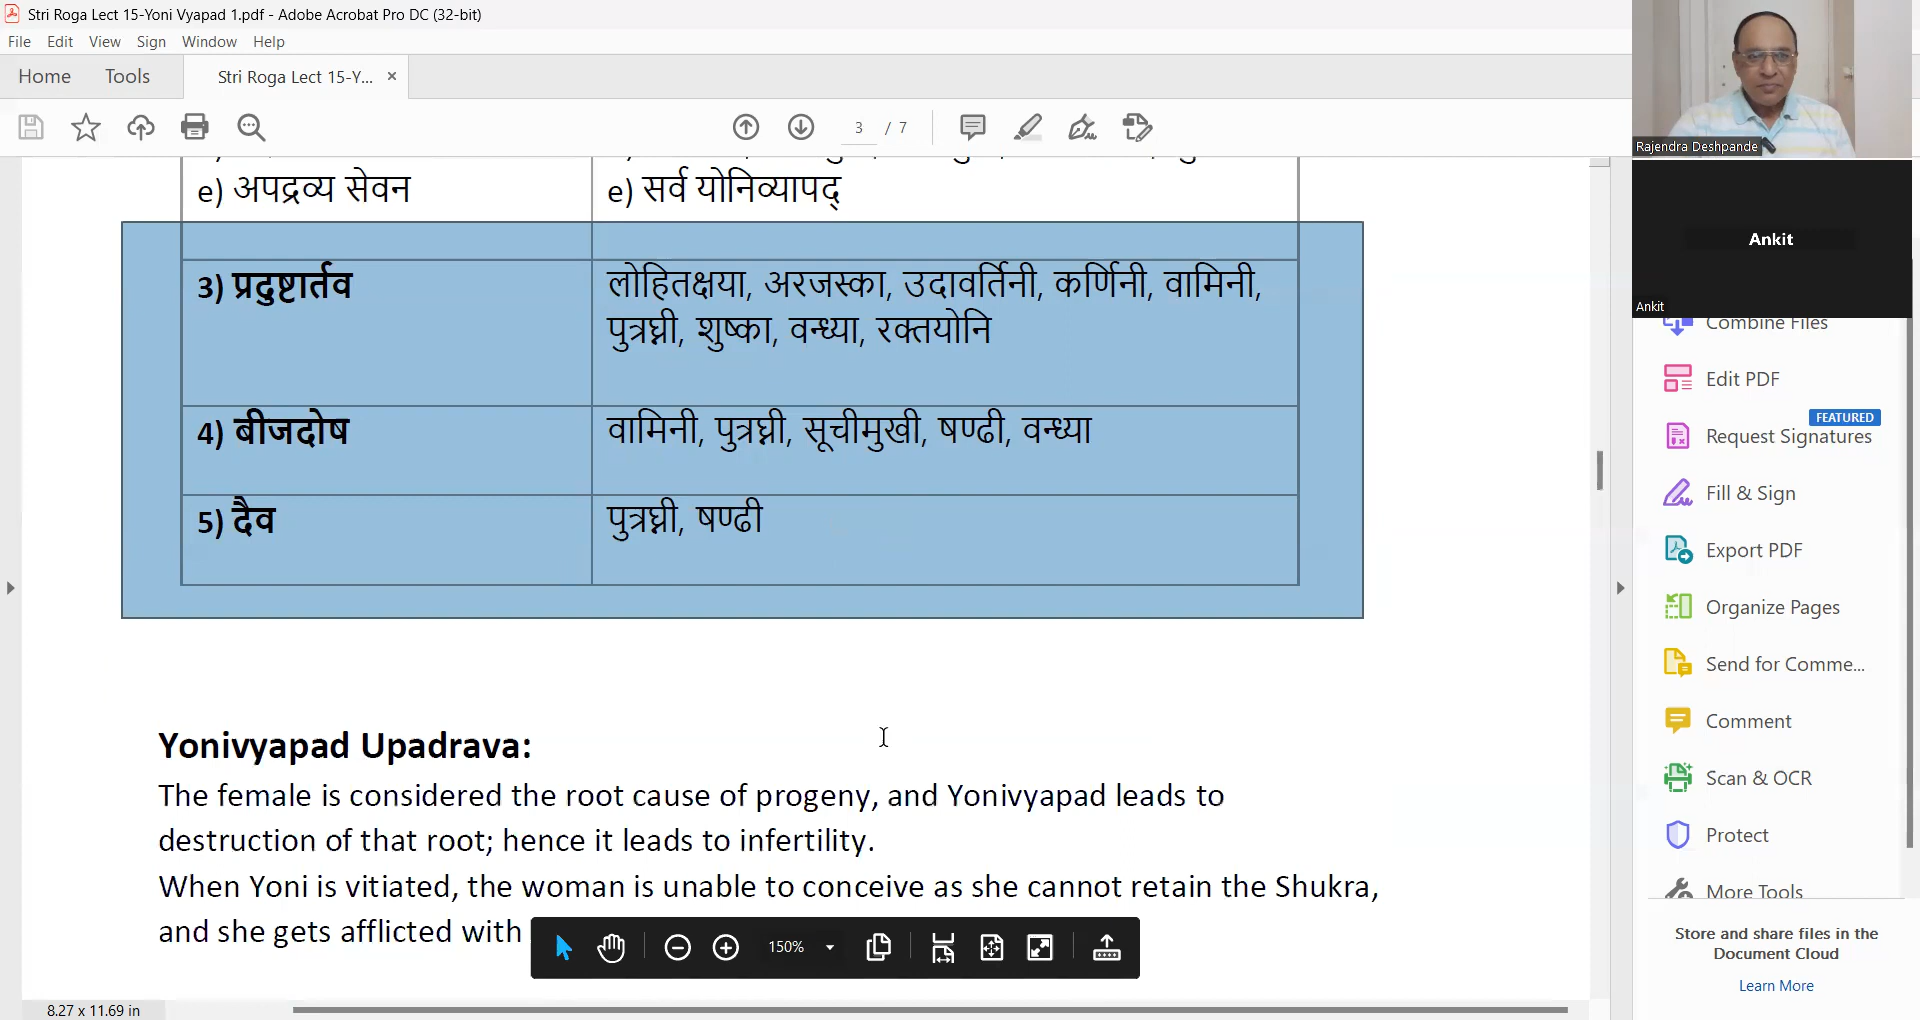 Stri Roga Lect 15-Yoni Vyapad 1.pdf - Adobe Acrobat Pro DC (32-bit)
File Edit View Sign Window Help
Home Tools Stri Roga Lect 15-Y... ×
3 / 7
Rajendra Deshpande
Ankit
Ankit
e) अपद्रव्य सेवन
e) सर्व योनिव्यापद्
3) प्रदुष्टार्तव
लोहितक्षया, अरजस्का, उदावर्तिनी, कर्णिनी, वामिनी,
पुत्रघ्नी, शुष्का, वन्ध्या, रक्तयोनि
4) बीजदोष
वामिनी, पुत्रघ्नी, सूचीमुखी, षण्ढी, वन्ध्या
5) दैव
पुत्रघ्नी, षण्ढी
Yonivyapad Upadrava:
The female is considered the root cause of progeny, and Yonivyapad leads to
destruction of that root; hence it leads to infertility.
When Yoni is vitiated, the woman is unable to conceive as she cannot retain the Shukra,
and she gets afflicted with
150%
8.27 x 11.69 in
Combine Files
Edit PDF
FEATURED
Request Signatures
Fill & Sign
Export PDF
Organize Pages
Send for Comme...
Comment
Scan & OCR
Protect
More Tools
Store and share files in the
Document Cloud
Learn More